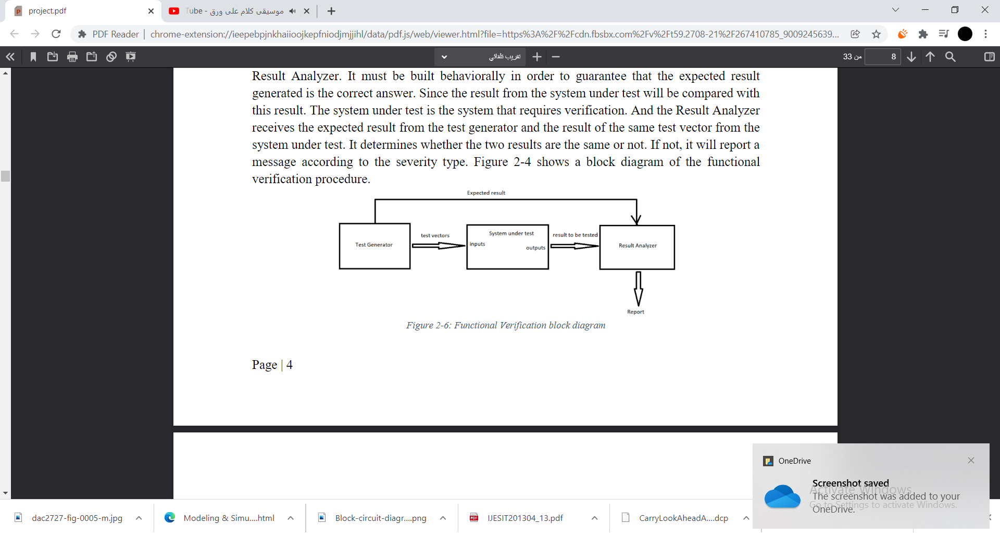 project.pdf
موسيقى كلام على ورق - Tube
PDF Reader | chrome-extension://ieepebpjnkhaiioojkepfniodjmjjihl/data/pdf.js/web/viewer.html?file=https%3A%2F%2Fcdn.fbsbx.com%2Fv%2Ft59.2708-21%2F267410785_9009245639...
تقريب تلقائي
من 33
8
Result Analyzer. It must be built behaviorally in order to guarantee that the expected result
generated is the correct answer. Since the result from the system under test will be compared with
this result. The system under test is the system that requires verification. And the Result Analyzer
receives the expected result from the test generator and the result of the same test vector from the
system under test. It determines whether the two results are the same or not. If not, it will report a
message according to the severity type. Figure 2-4 shows a block diagram of the functional
verification procedure.
Expected result
Test Generator
test vectors
System under test
inputs
outputs
result to be tested
Result Analyzer
Report
Figure 2-6: Functional Verification block diagram
Page | 4
OneDrive
Screenshot saved
The screenshot was added to your
OneDrive.
Activate Windows
Go to Settings to activate Windows.
dac2727-fig-0005-m.jpg
Modeling & Simu....html
Block-circuit-diagr....png
PDF
IJESIT201304_13.pdf
CarryLookAheadA....dcp